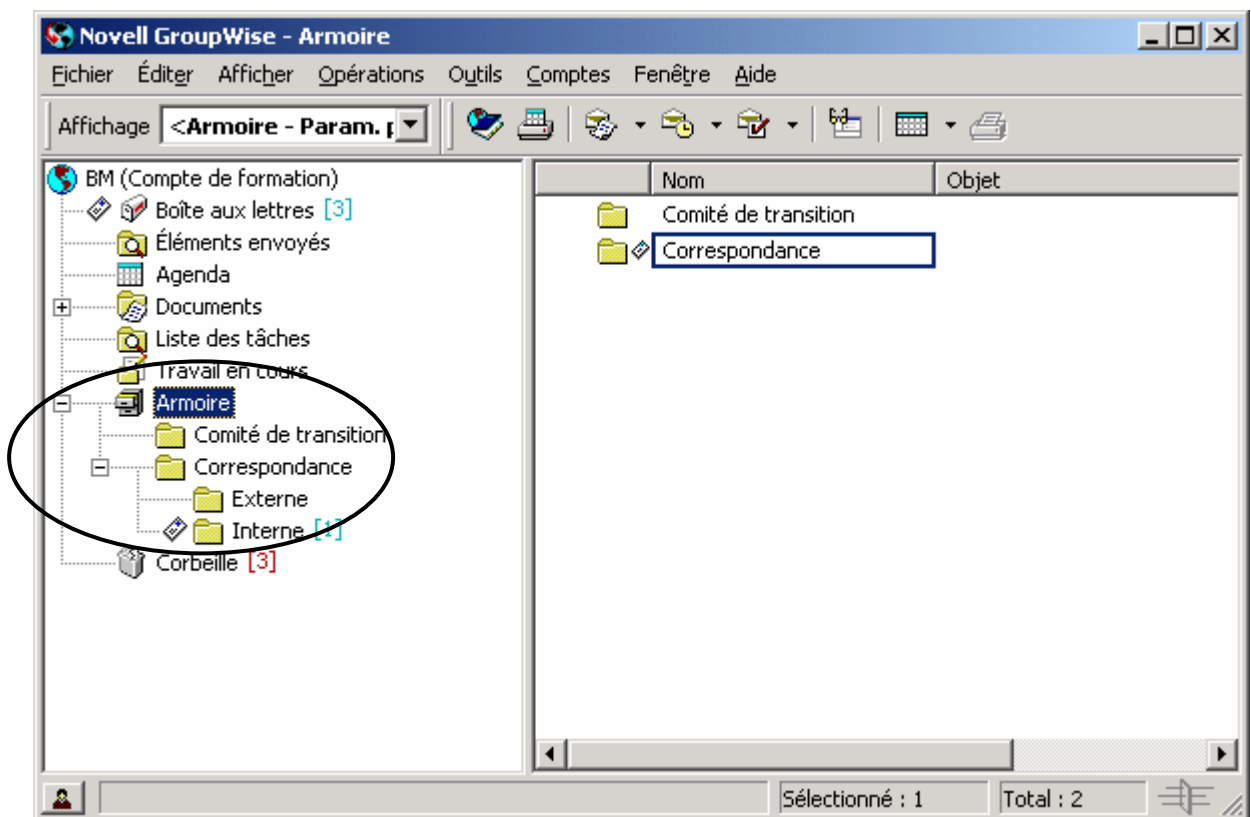 Novell GroupWise - Armoire
Fichier Éditer Afficher Opérations Outils Comptes Fenêtre Aide
Affichage <Armoire - Param. p
BM (Compte de formation)
Boîte aux lettres [3]
Éléments envoyés
Agenda
Documents
Liste des tâches
Travail en cours
Armoire
Comité de transition
Correspondance
Externe
Interne [1]
Corbeille [3]
Nom Objet
Comité de transition
Correspondance
Sélectionné : 1 Total : 2